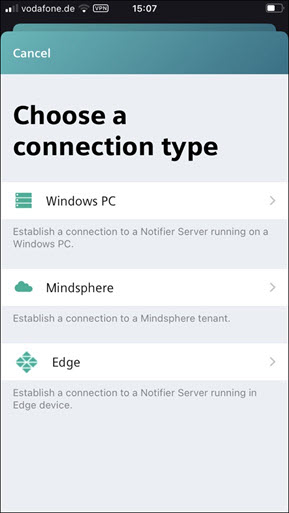 vodafone.de VPN 15:07
Cancel
Choose a
connection type
Windows PC
Establish a connection to a Notifier Server running on a
Windows PC.
Mindsphere
Establish a connection to a Mindsphere tenant.
Edge
Establish a connection to a Notifier Server running in
Edge device.